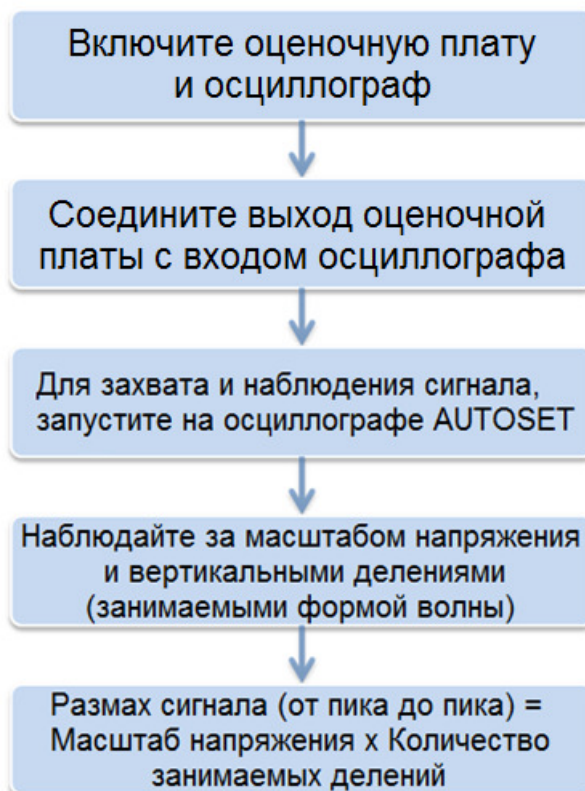 Включите оценочную плату
и осциллограф
Соедините выход оценочной
платы с входом осциллографа
Для захвата и наблюдения сигнала,
запустите на осциллографе AUTOSET
Наблюдайте за масштабом напряжения
и вертикальными делениями
(занимаемыми формой волны)
Размах сигнала (от пика до пика) =
Масштаб напряжения x Количество
занимаемых делений